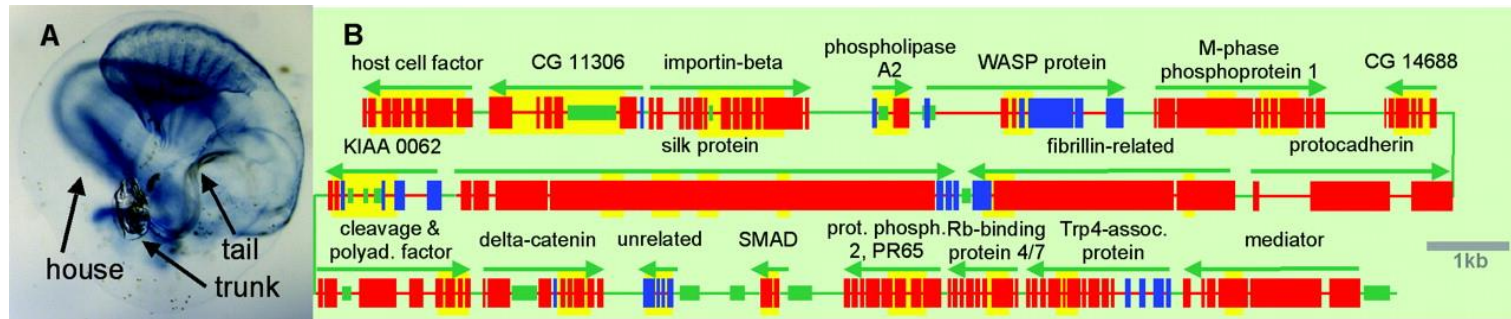 A
house
trunk
tail
B
host cell factor
CG 11306
importin-beta
phospholipase
A2
WASP protein
M-phase
phosphoprotein 1
CG 14688
KIAA 0062
silk protein
fibrillin-related
protocadherin
cleavage &
polyad. factor
delta-catenin
unrelated
SMAD
prot. phosph.
2, PR65
Rb-binding
protein 4/7
Trp4-assoc.
protein
mediator
1kb